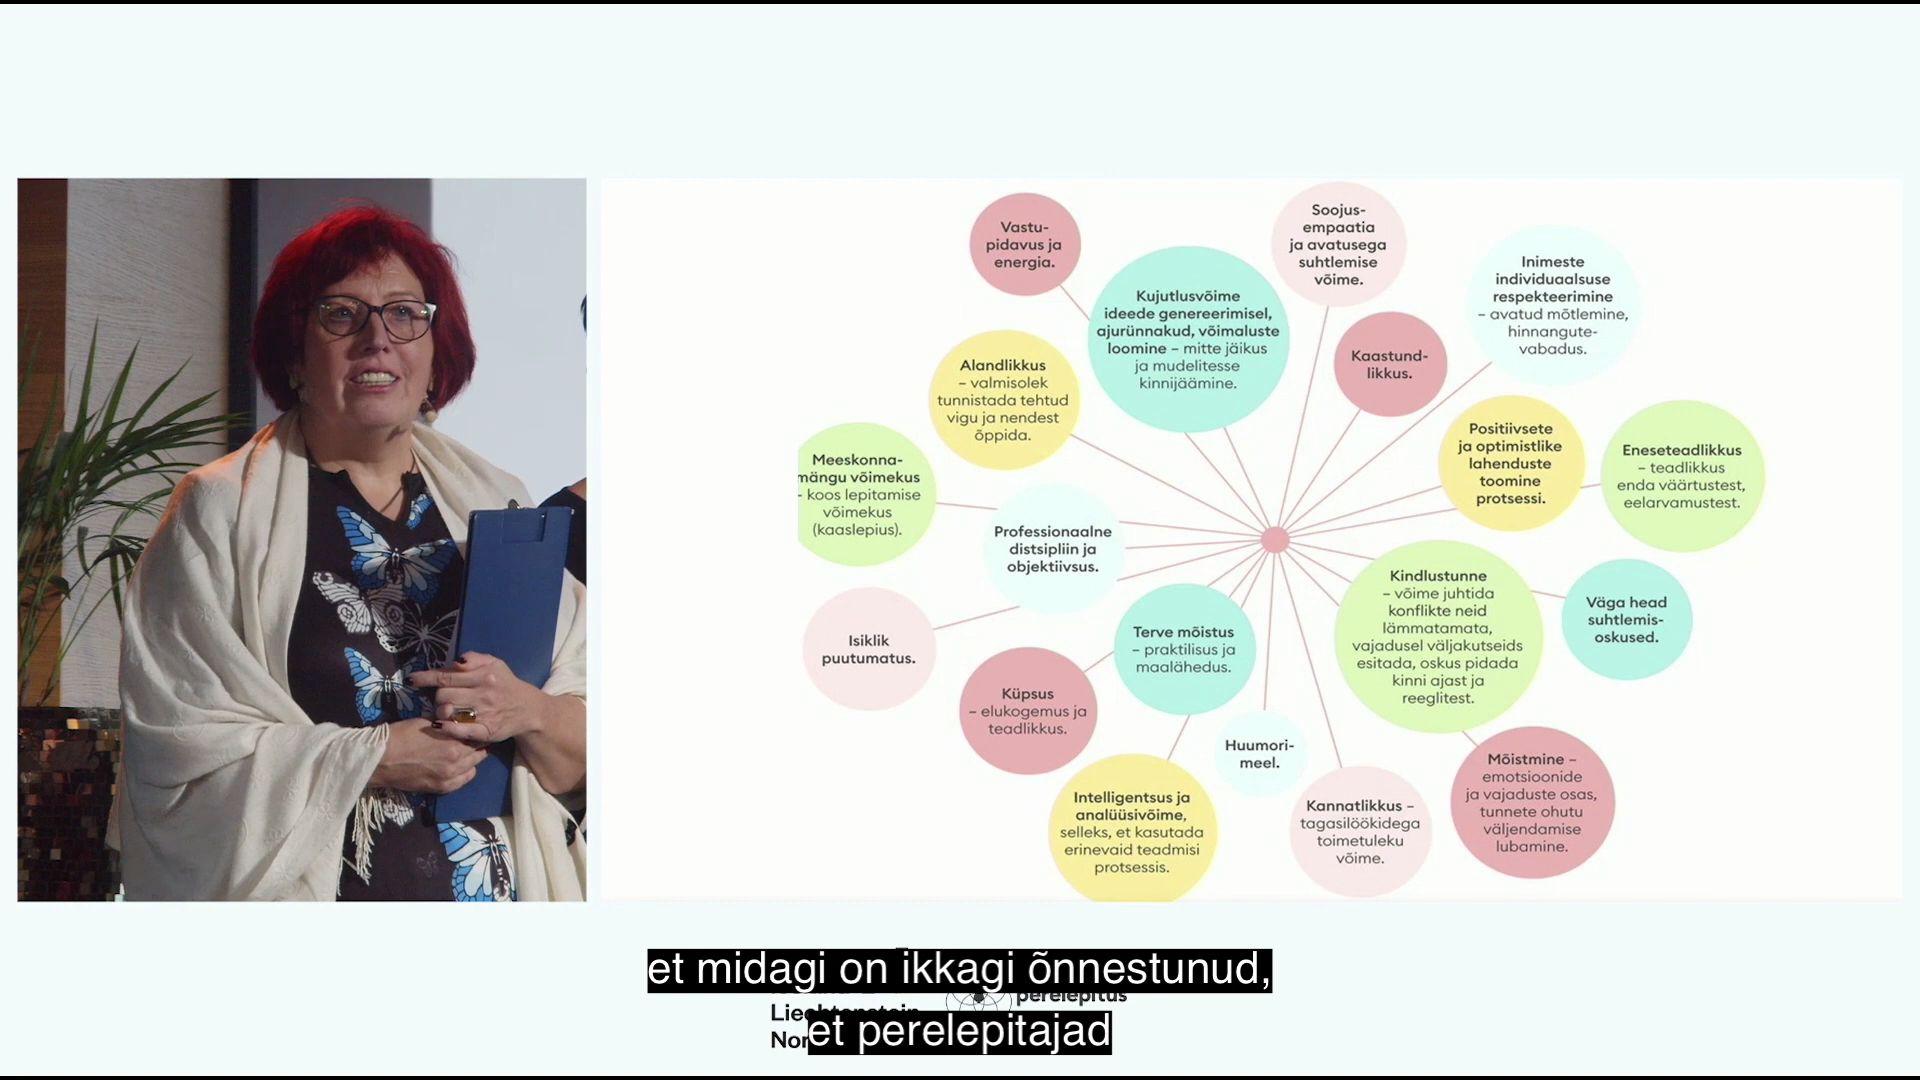 Vastu-
pidavus ja
energia.
Soojus-
empaatia
ja avatusega
suhtlemise
võime.
Kujutlusvõime
ideede genereerimisel,
ajurünnakud, võimaluste
loomine – mitte jäikus
ja mudelitesse
kinnijäämine.
Inimeste
individuaalsuse
respekteerimine
– avatud mõtlemine,
hinnangute-
vabadus.
Kaastund-
likkus.
Alandlikkus
– valmisolek
tunnistada tehtud
vigu ja nendest
õppida.
Positiivsete
ja optimistlike
lahenduste
toomine
protsessi.
Eneseteadlikkus
– teadlikkus
enda väärtustest,
eelarvamustest.
Meeskonna-
mängu võimekus
- koos lepitamise
võimekus
(kaaslepius).
Professionaalne
distsipliin ja
objektiivsus.
Kindlustunne
– võime juhtida
konflikte neid
lämmatamata,
vajadusel väljakutseid
esitada, oskus pidada
kinni ajast ja
reeglitest.
Väga head
suhtlemis-
oskused.
Isiklik
puutumatus.
Terve mõistus
– praktilisus ja
maalähedus.
Küpsus
– elukogemus ja
teadlikkus.
Huumori-
meel.
Mõistmine –
emotsioonide
ja vajaduste osas,
tunnete ohutu
väljendamise
lubamine.
Intelligentsus ja
analüüsivõime,
selleks, et kasutada
erinevaid teadmisi
protsessis.
Kannatlikkus –
tagasilöökidega
toimetuleku
võime.
et midagi on ikkagi õnnestunud,
perelepitus
Liechtenstein
et perelepitajad